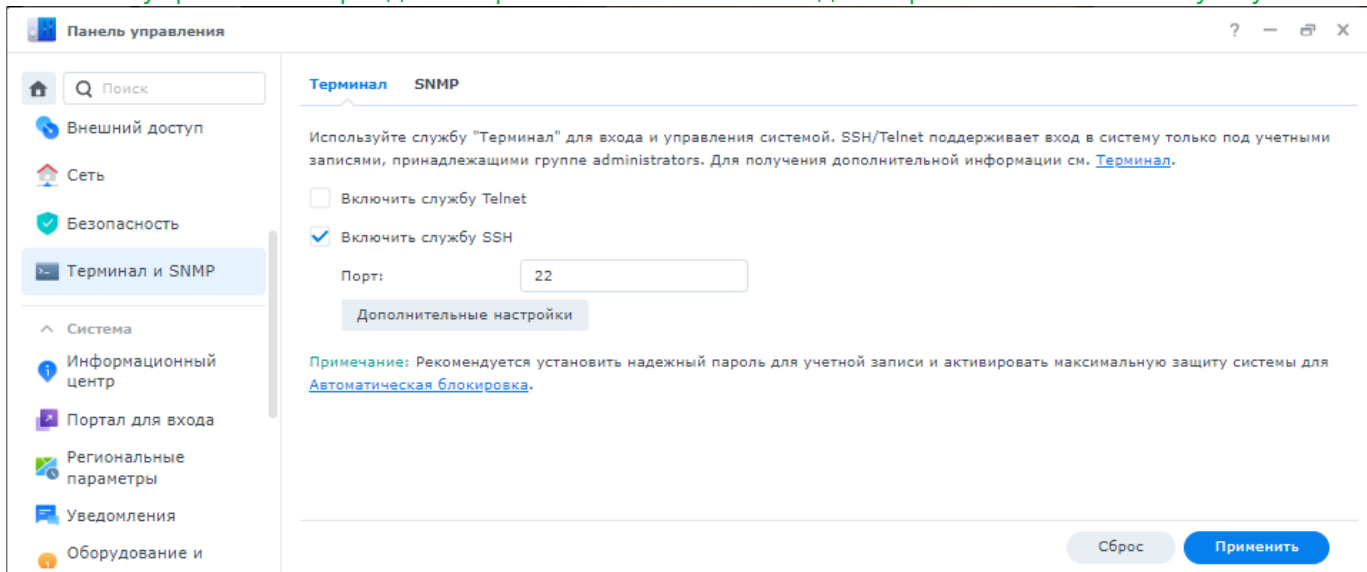 Панель управления
?
Поиск
Внешний доступ
Сеть
Безопасность
Терминал и SNMP
Система
Информационный
центр
Портал для входа
Региональные
параметры
Уведомления
Оборудование и
Терминал SNMP
Используйте службу "Терминал" для входа и управления системой. SSH/Telnet поддерживает вход в систему только под учетными
записями, принадлежащими группе administrators. Для получения дополнительной информации см. Терминал.
Включить службу Telnet
Включить службу SSH
Порт: 22
Дополнительные настройки
Примечание: Рекомендуется установить надежный пароль для учетной записи и активировать максимальную защиту системы для
Автоматическая блокировка.
Сброс Применить